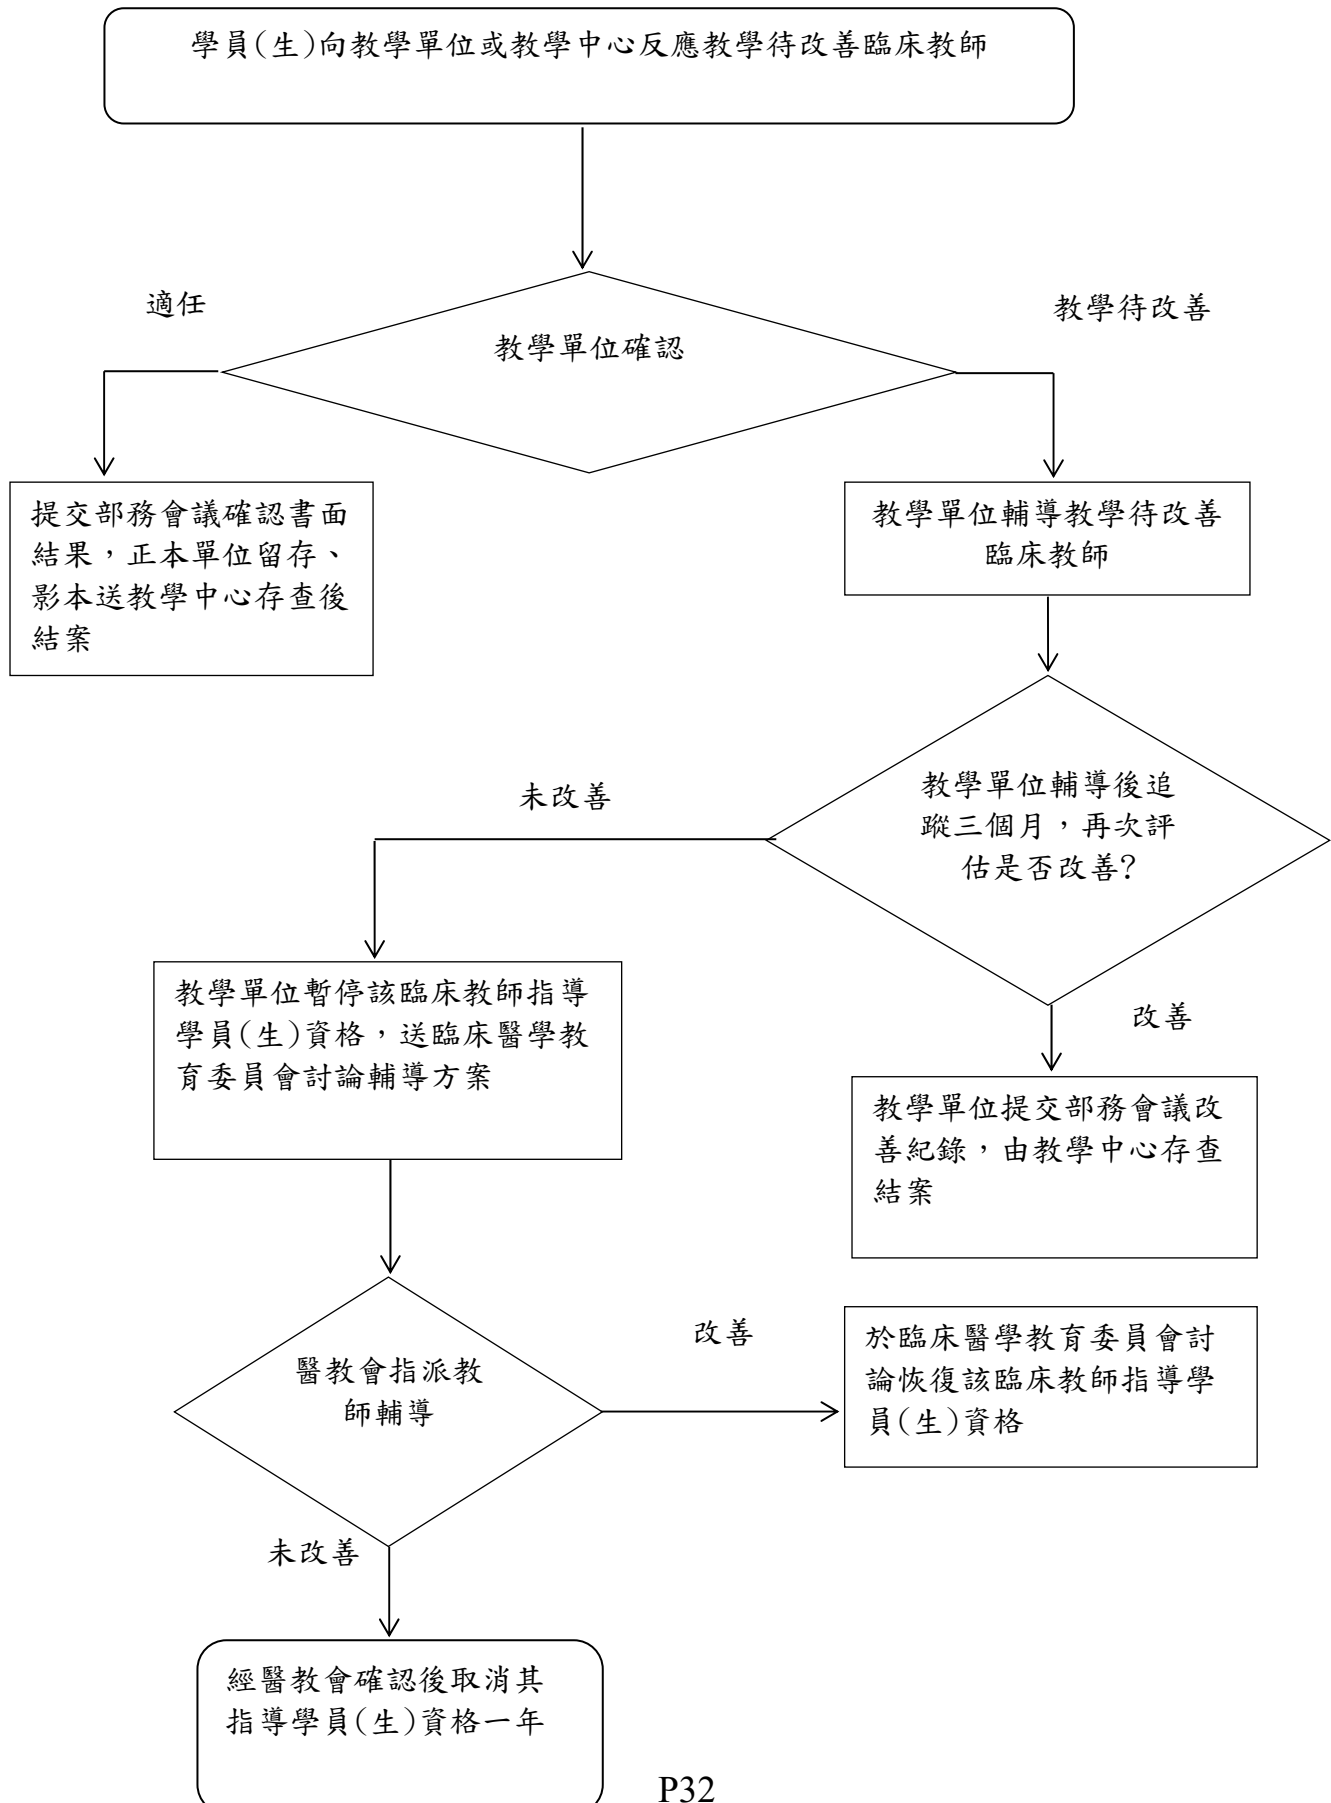 學員(生)向教學單位或教學中心反應教學待改善臨床教師
適任
教學待改善
教學單位確認
提交部務會議確認書面
結果，正本單位留存、
影本送教學中心存查後
結案
教學單位輔導教學待改善
臨床教師
未改善
教學單位輔導後追
蹤三個月，再次評
估是否改善?
教學單位暫停該臨床教師指導
學員(生)資格，送臨床醫學教
育委員會討論輔導方案
改善
教學單位提交部務會議改
善紀錄，由教學中心存查
結案
醫教會指派教
師輔導
改善
於臨床醫學教育委員會討
論恢復該臨床教師指導學
員(生)資格
未改善
經醫教會確認後取消其
指導學員(生)資格一年
P32